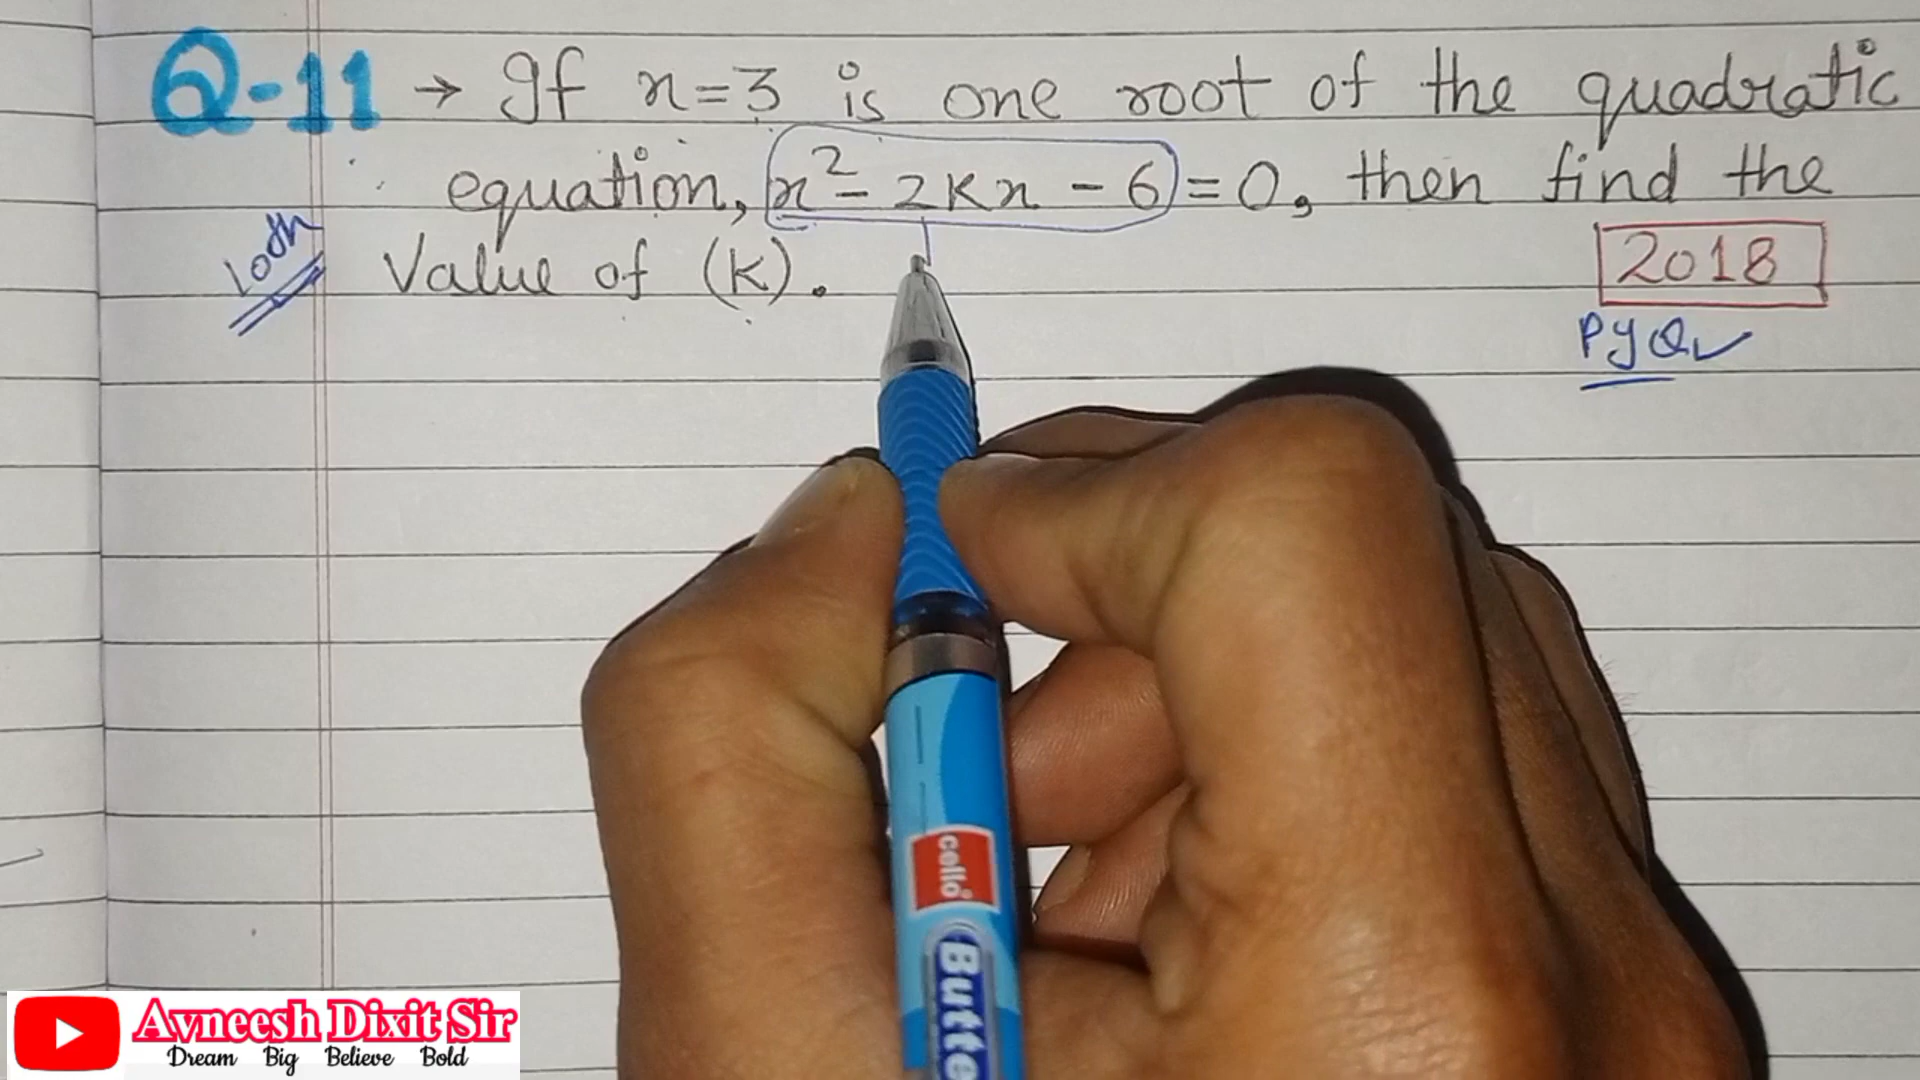 Q-11 → If x=3 is one root of the quadratic
equation, x²-2kx-6=0, then find the
Value of (k).
10th
2018
PYQ
cello
Butte
Avneesh Dixit Sir
Dream Big Believe Bold